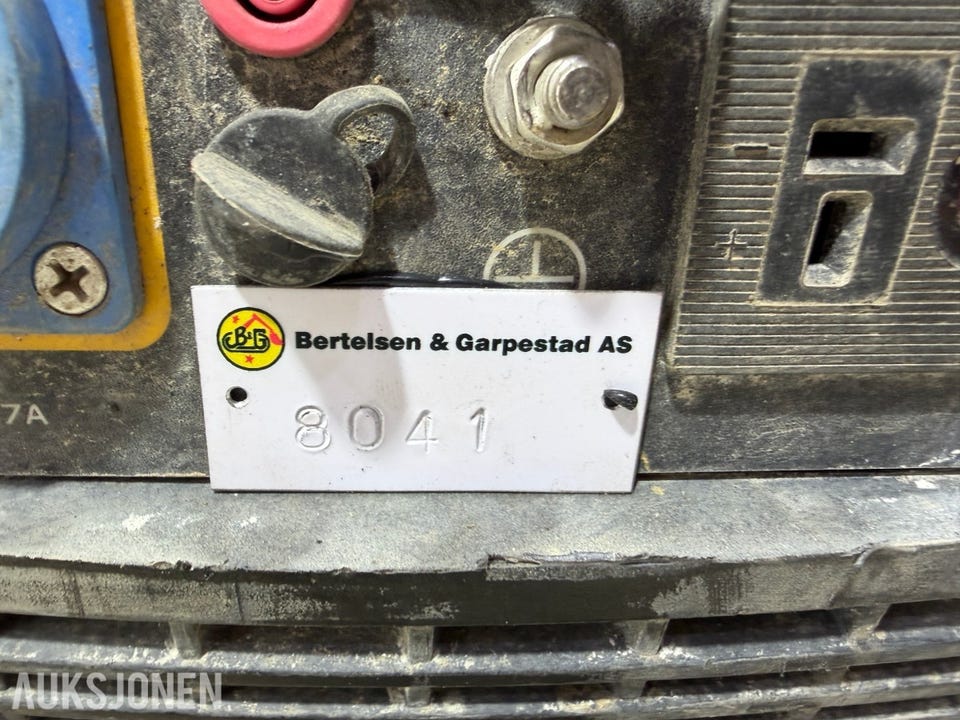 B&G Bertelsen & Garpestad AS
8041
7A
AUKSJONEN